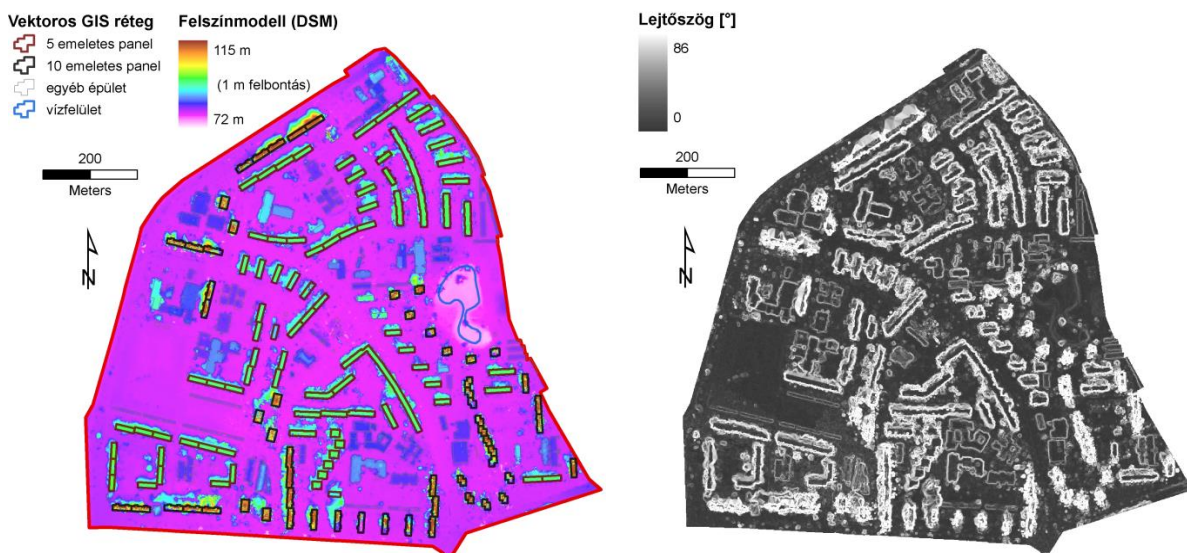 Vektoros GIS réteg
5 emeletes panel
10 emeletes panel
egyéb épület
vízfelület
200
Meters
Felszínmodell (DSM)
115 m
(1 m felbontás)
72 m
N
Lejtőszög [°]
86
0
200
Meters
N